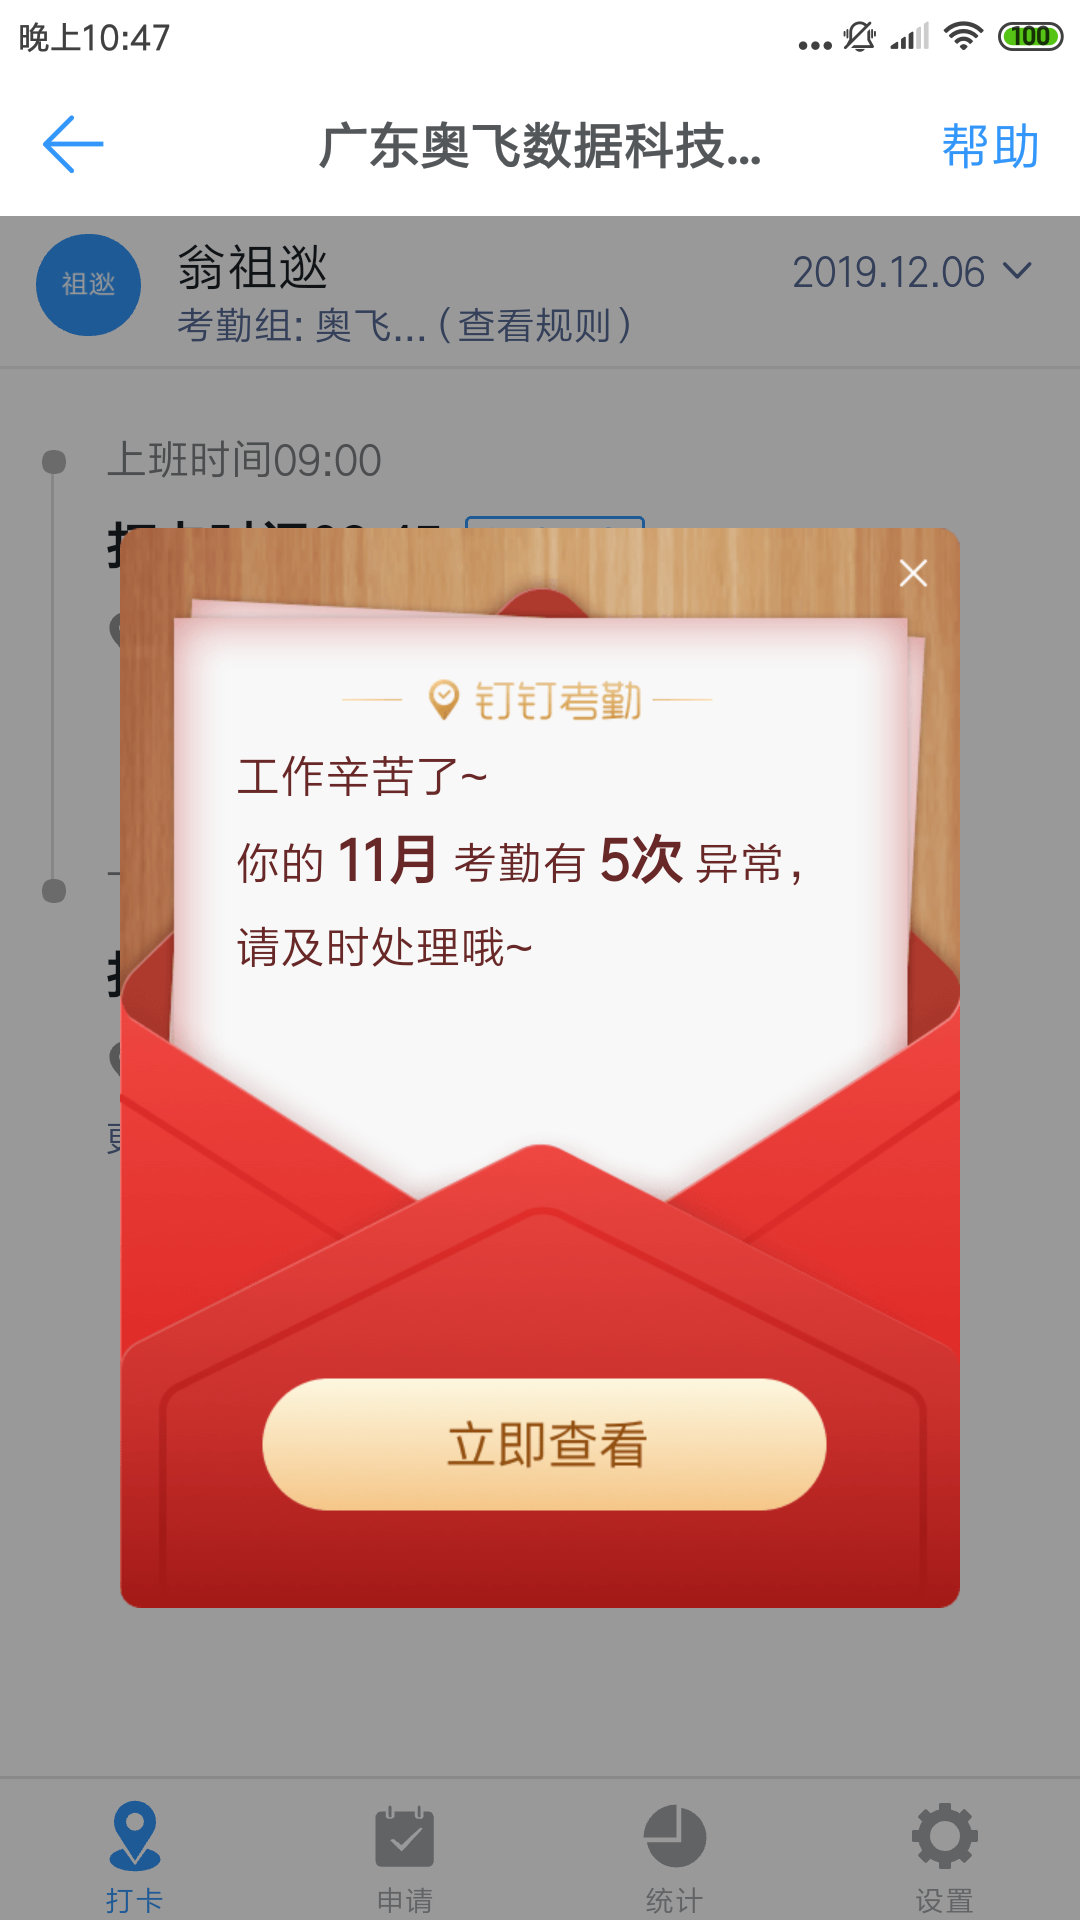 晚上10:47
100
广东奥飞数据科技...
帮助
祖逖
翁祖逖
2019.12.06
考勤组: 奥飞... (查看规则)
上班时间09:00
钉钉考勤
工作辛苦了~
你的 11月 考勤有 5次 异常,
请及时处理哦~
立即查看
打卡
申请
统计
设置